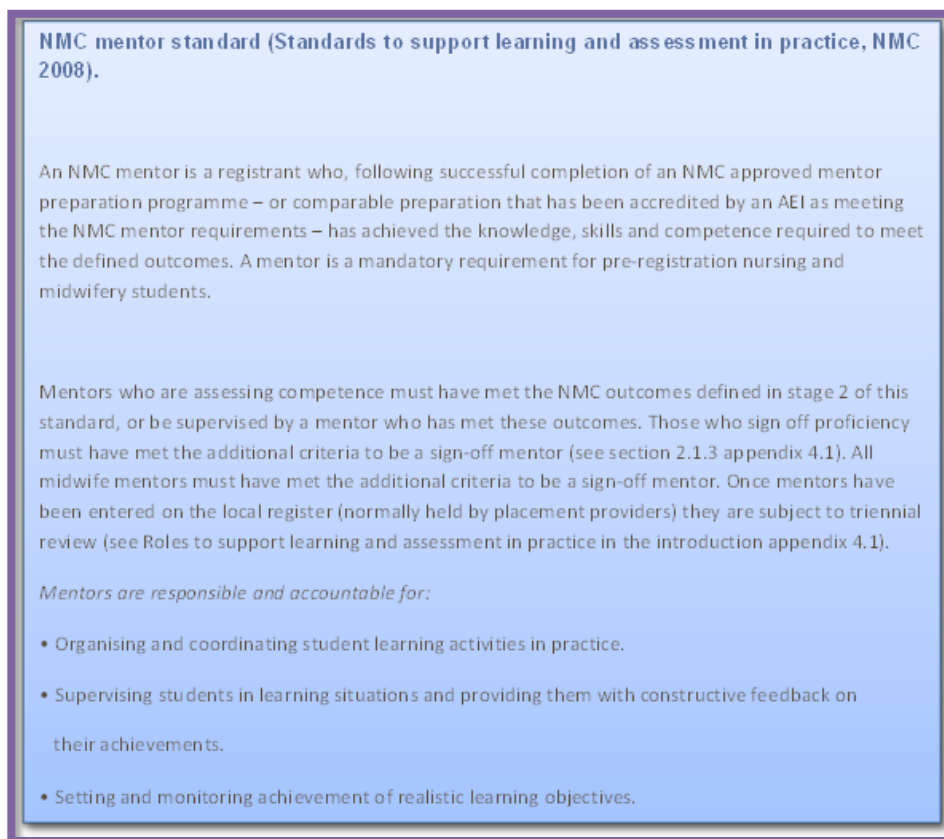 NMC mentor standard (Standards to support learning and assessment in practice, NMC
2008).
An NMC mentor is a registrant who, following successful completion of an NMC approved mentor
preparation programme – or comparable preparation that has been accredited by an AEI as meeting
the NMC mentor requirements – has achieved the knowledge, skills and competence required to meet
the defined outcomes. A mentor is a mandatory requirement for pre-registration nursing and
midwifery students.
Mentors who are assessing competence must have met the NMC outcomes defined in stage 2 of this
standard, or be supervised by a mentor who has met these outcomes. Those who sign off proficiency
must have met the additional criteria to be a sign-off mentor (see section 2.1.3 appendix 4.1). All
midwife mentors must have met the additional criteria to be a sign-off mentor. Once mentors have
been entered on the local register (normally held by placement providers) they are subject to triennial
review (see Roles to support learning and assessment in practice in the introduction appendix 4.1).
Mentors are responsible and accountable for:
• Organising and coordinating student learning activities in practice.
• Supervising students in learning situations and providing them with constructive feedback on
their achievements.
• Setting and monitoring achievement of realistic learning objectives.